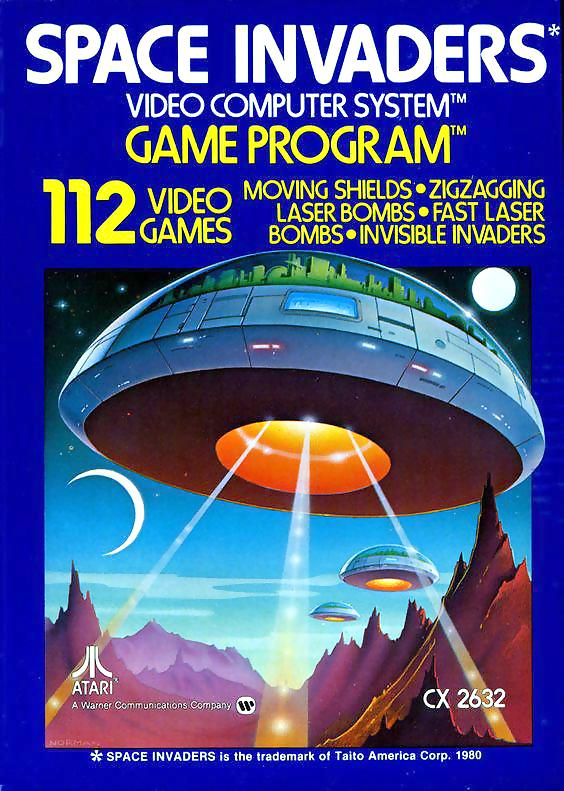 SPACE INVADERS*
VIDEO COMPUTER SYSTEM™
GAME PROGRAM™
112 VIDEO GAMES
MOVING SHIELDS • ZIGZAGGING
LASER BOMBS • FAST LASER
BOMBS • INVISIBLE INVADERS
ATARI®
A Warner Communications Company
CX 2632
NORMAN
* SPACE INVADERS is the trademark of Taito America Corp. 1980